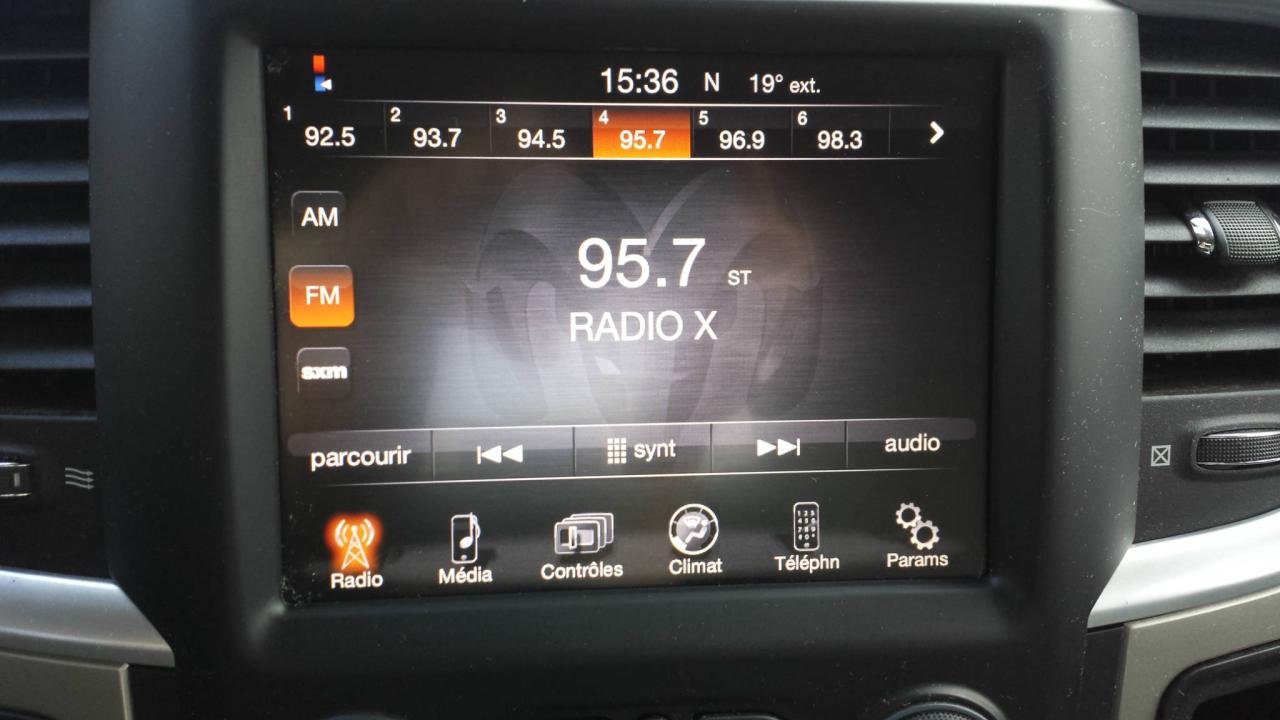 15:36 N 19° ext.
1 92.5 2 93.7 3 94.5 4 95.7 5 96.9 6 98.3
AM
95.7 ST
FM
RADIO X
sxm
parcourir synt audio
Radio Média Contrôles Climat Téléphn Params